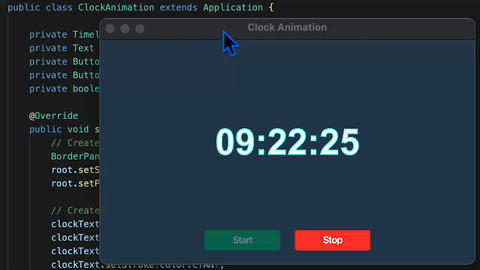 public class ClockAnimation extends Application {
Clock Animation
private Timel
private Text
private Butto
private Butto
private boole
@Override
public void s
// Create
BorderPan
root.setS
root.setP
09:22:25
// Create
clockText
clockText
clockText
clockText.setStroke(Color.CYAN);
Start
Stop